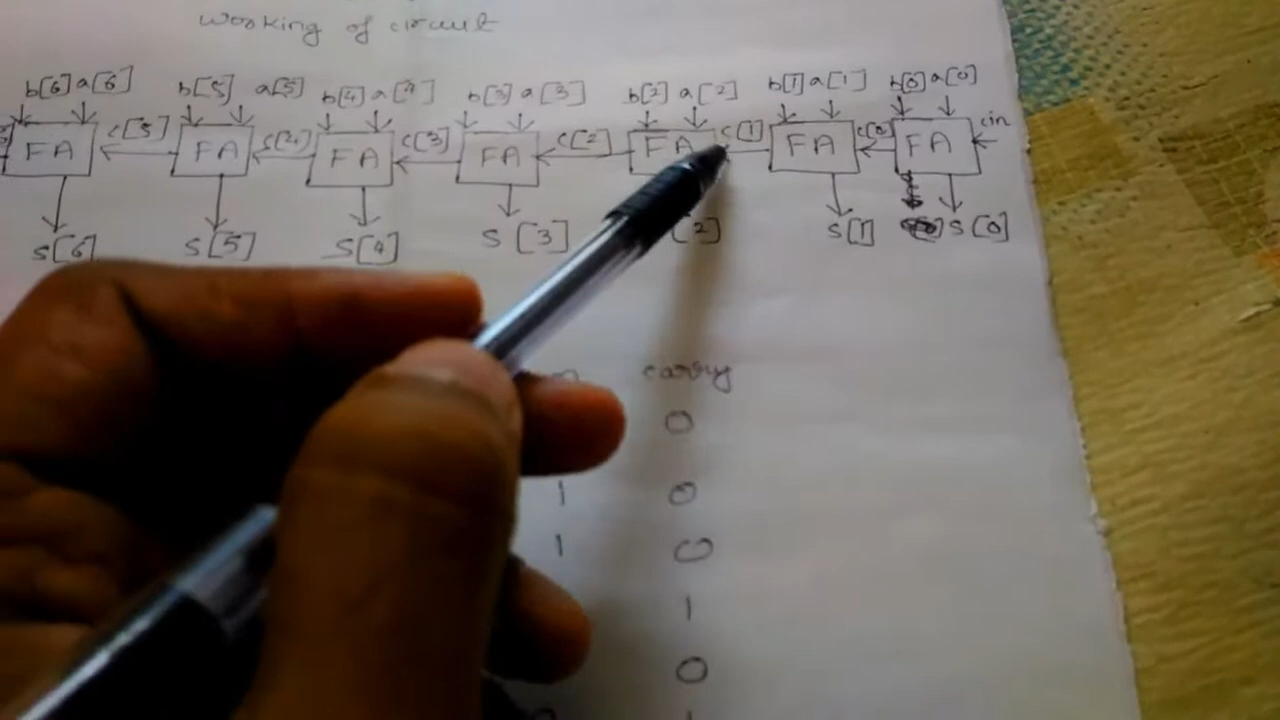 working of circuit
b[6] a[6] b[5] a[5] b[4] a[4] b[3] a[3] b[2] a[2] b[1] a[1] b[0] a[0]
FA c[5] FA c[4] FA c[3] FA c[2] FA c[1] FA c[0] FA cin
s[6] s[5] s[4] s[3] [2] s[1] s[0]
carry
0
1 0
1 0
1
0